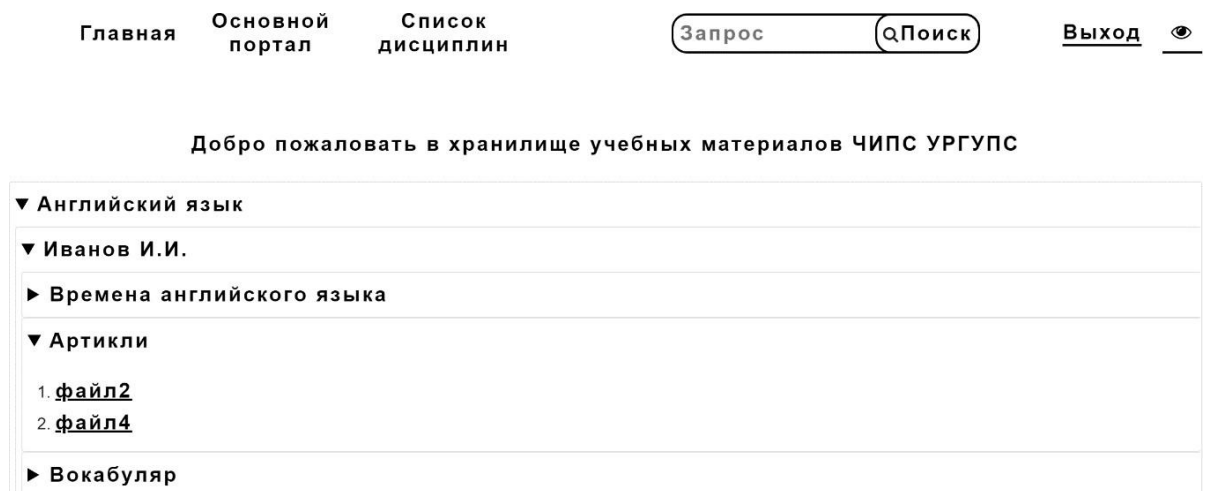 Главная
Основной портал
Список дисциплин
Запрос
Поиск
Выход
Добро пожаловать в хранилище учебных материалов ЧИПС УРГУПС
Английский язык
Иванов И.И.
Времена английского языка
Артикли
1. файл2
2. файл4
Вокабуляр